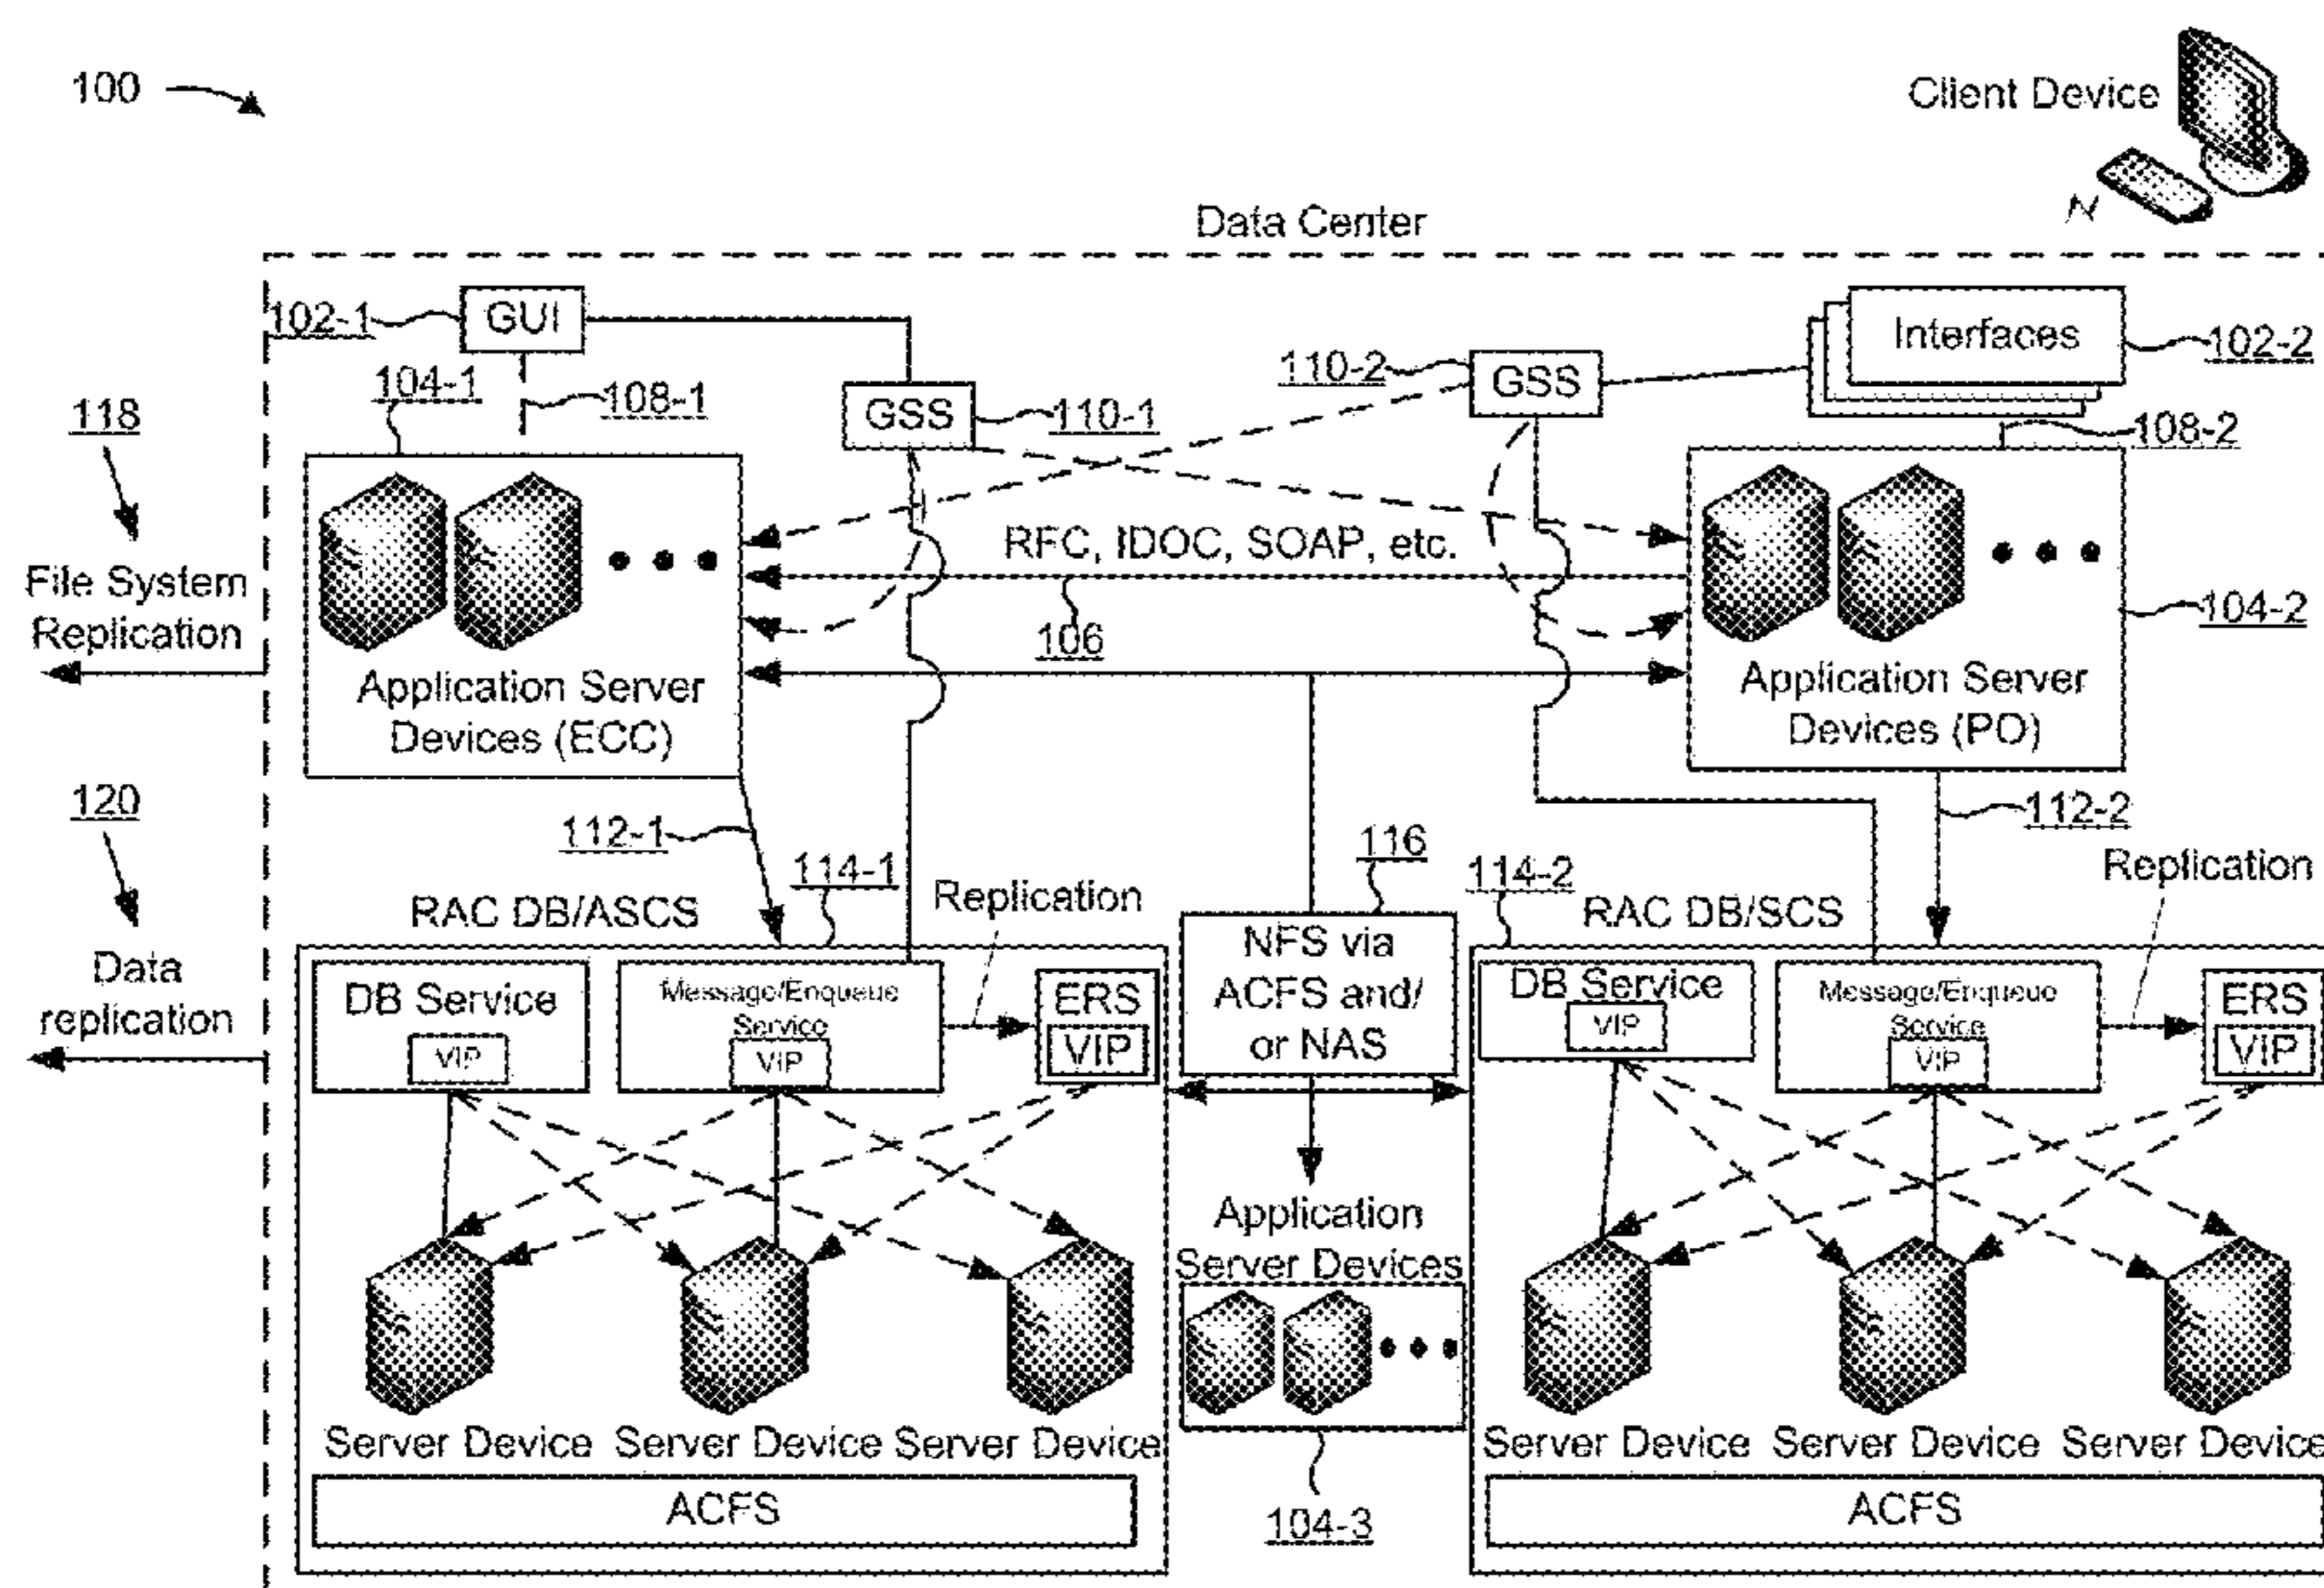 100
Client Device
Data Center
102-1
GUI
Interfaces
102-2
110-2
GSS
104-1
108-1
GSS
110-1
108-2
118
File System
Replication
RFC, IDOC, SOAP, etc.
106
104-2
Application Server
Devices (ECC)
Application Server
Devices (PO)
120
Data
replication
112-1
112-2
114-1
116
114-2
Replication
Replication
RAC DB/ASCS
RAC DB/SCS
DB Service
VIP
Message/Enqueue
Service
VIP
ERS
VIP
NFS via
ACFS and/
or NAS
DB Service
VIP
Message/Enqueue
Service
VIP
ERS
VIP
Application
Server Devices
Server Device Server Device Server Device
Server Device Server Device Server Device
ACFS
104-3
ACFS